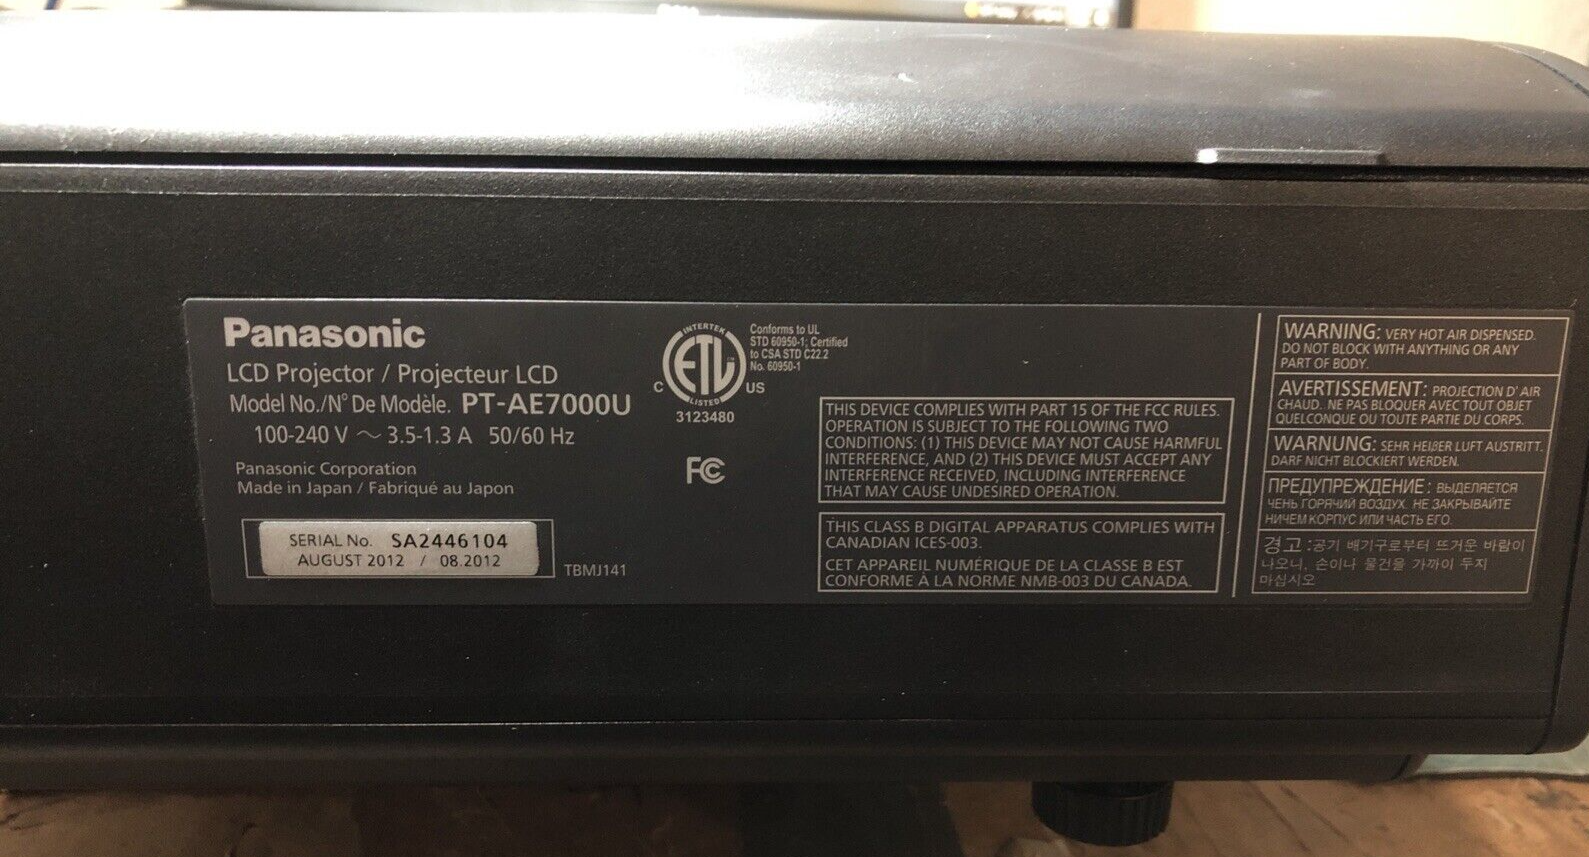 Panasonic
LCD Projector / Projecteur LCD
Model No./N° De Modèle. PT-AE7000U
100-240 V ～ 3.5-1.3 A 50/60 Hz
Panasonic Corporation
Made in Japan / Fabriqué au Japon
SERIAL No. SA2446104
AUGUST 2012 / 08.2012
TBMJ141
INTERTEK
ETL
LISTED
C US
3123480
Conforms to UL
STD 60950-1; Certified
to CSA STD C22.2
No. 60950-1
FC
THIS DEVICE COMPLIES WITH PART 15 OF THE FCC RULES.
OPERATION IS SUBJECT TO THE FOLLOWING TWO
CONDITIONS: (1) THIS DEVICE MAY NOT CAUSE HARMFUL
INTERFERENCE, AND (2) THIS DEVICE MUST ACCEPT ANY
INTERFERENCE RECEIVED, INCLUDING INTERFERENCE
THAT MAY CAUSE UNDESIRED OPERATION.
THIS CLASS B DIGITAL APPARATUS COMPLIES WITH
CANADIAN ICES-003.
CET APPAREIL NUMÉRIQUE DE LA CLASSE B EST
CONFORME À LA NORME NMB-003 DU CANADA.
WARNING: VERY HOT AIR DISPENSED.
DO NOT BLOCK WITH ANYTHING OR ANY
PART OF BODY.
AVERTISSEMENT: PROJECTION D' AIR
CHAUD. NE PAS BLOQUER AVEC TOUT OBJET
QUELCONQUE OU TOUTE PARTIE DU CORPS.
WARNUNG: SEHR HEIßER LUFT AUSTRITT.
DARF NICHT BLOCKIERT WERDEN.
ПРЕДУПРЕЖДЕНИЕ: ВЫДЕЛЯЕТСЯ
ЧЕНЬ ГОРЯЧИЙ ВОЗДУХ. НЕ ЗАКРЫВАЙТЕ
НИЧЕМ КОРПУС ИЛИ ЧАСТЬ ЕГО.
경고:공기 배기구로부터 뜨거운 바람이
나오니, 손이나 물건을 가까이 두지
마십시오